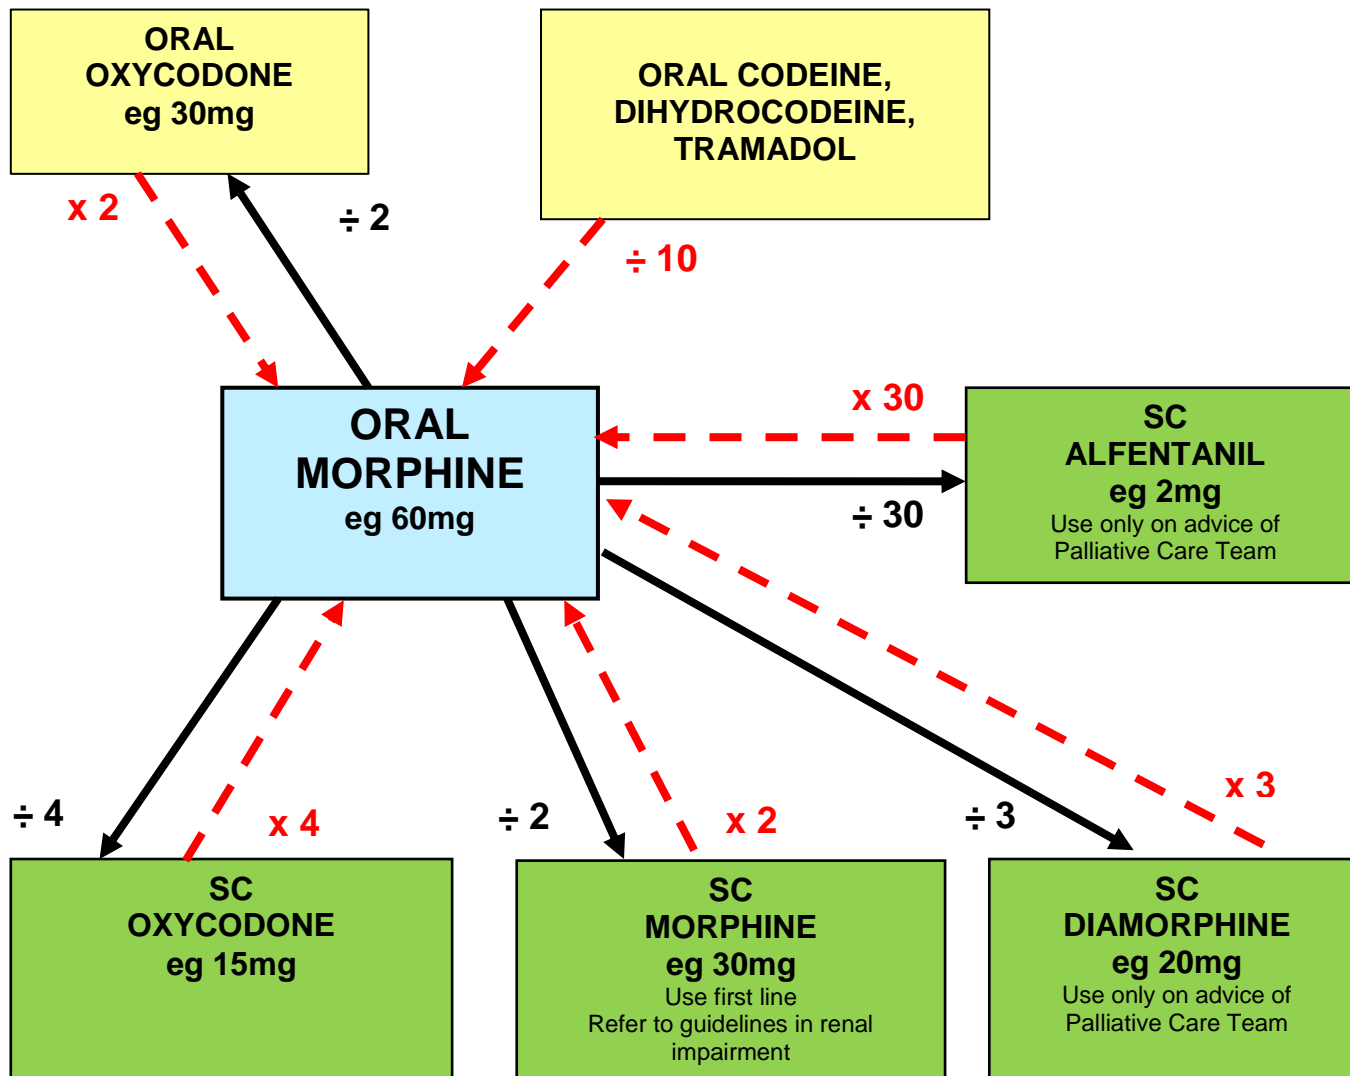 ORAL
OXYCODONE
eg 30mg
ORAL CODEINE,
DIHYDROCODEINE,
TRAMADOL
x 2
÷ 2
÷ 10
ORAL
MORPHINE
eg 60mg
x 30
÷ 30
SC
ALFENTANIL
eg 2mg
Use only on advice of
Palliative Care Team
÷ 4
x 4
÷ 2
x 2
÷ 3
x 3
SC
OXYCODONE
eg 15mg
SC
MORPHINE
eg 30mg
Use first line
Refer to guidelines in renal
impairment
SC
DIAMORPHINE
eg 20mg
Use only on advice of
Palliative Care Team